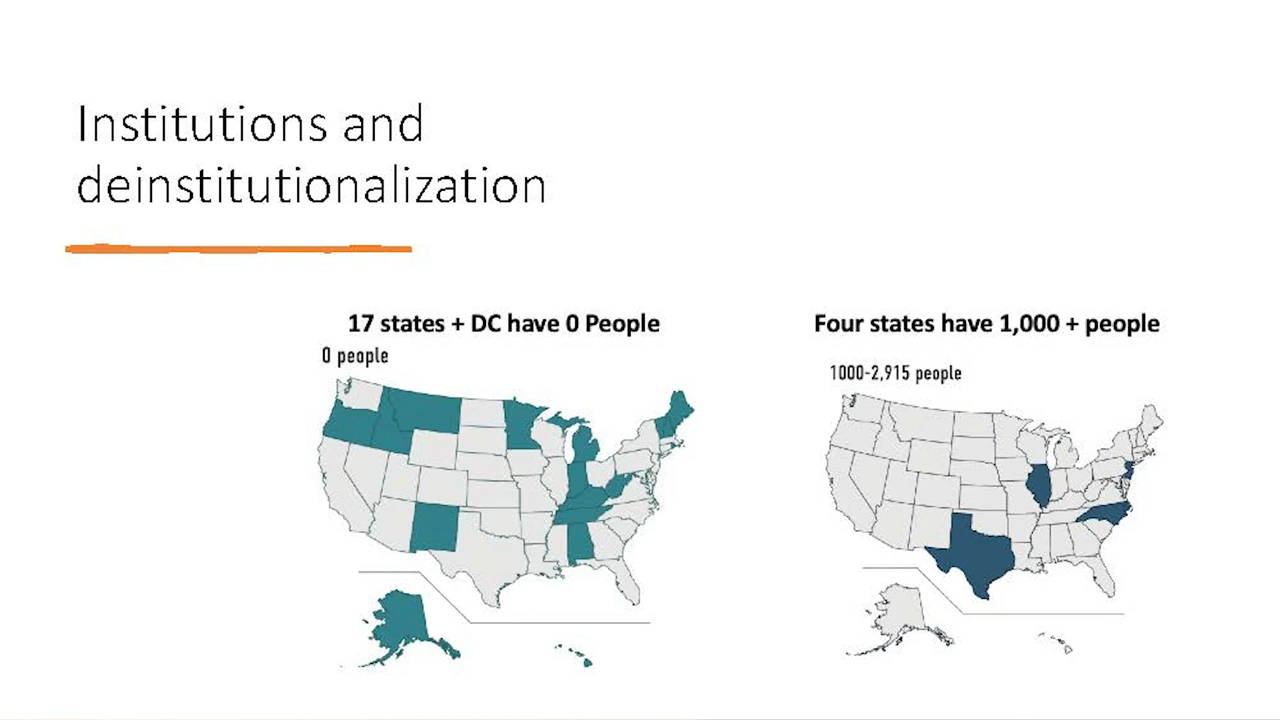 Institutions and
deinstitutionalization
17 states + DC have 0 People
0 people
Four states have 1,000 + people
1000-2,915 people